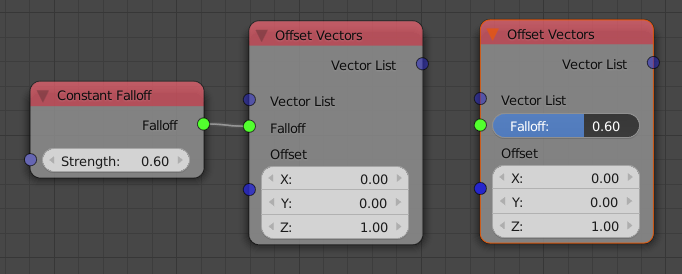 Constant Falloff
Falloff
Strength: 0.60
Offset Vectors
Vector List
Vector List
Falloff
Offset
X: 0.00
Y: 0.00
Z: 1.00
Offset Vectors
Vector List
Vector List
Falloff: 0.60
Offset
X: 0.00
Y: 0.00
Z: 1.00